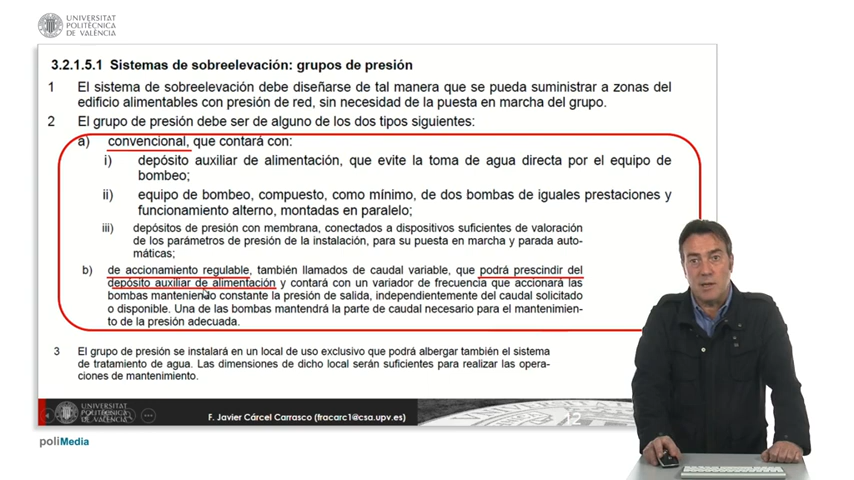 UNIVERSITAT
POLITÈCNICA
DE VALÈNCIA
3.2.1.5.1 Sistemas de sobreelevación: grupos de presión
1 El sistema de sobreelevación debe diseñarse de tal manera que se pueda suministrar a zonas del
edificio alimentables con presión de red, sin necesidad de la puesta en marcha del grupo.
2 El grupo de presión debe ser de alguno de los dos tipos siguientes:
a) convencional, que contará con:
i) depósito auxiliar de alimentación, que evite la toma de agua directa por el equipo de
bombeo;
ii) equipo de bombeo, compuesto, como mínimo, de dos bombas de iguales prestaciones y
funcionamiento alterno, montadas en paralelo;
iii) depósitos de presión con membrana, conectados a dispositivos suficientes de valoración
de los parámetros de presión de la instalación, para su puesta en marcha y parada auto-
máticas;
b) de accionamiento regulable, también llamados de caudal variable, que podrá prescindir del
depósito auxiliar de alimentación y contará con un variador de frecuencia que accionará las
bombas manteniendo constante la presión de salida, independientemente del caudal solicitado
o disponible. Una de las bombas mantendrá la parte de caudal necesario para el mantenimien-
to de la presión adecuada.
3 El grupo de presión se instalará en un local de uso exclusivo que podrá albergar también el sistema
de tratamiento de agua. Las dimensiones de dicho local serán suficientes para realizar las opera-
ciones de mantenimiento.
UNIVERSITAT
POLITÈCNICA
DE VALÈNCIA
F. Javier Cárcel Carrasco (fracarc1@csa.upv.es)
12
poliMedia